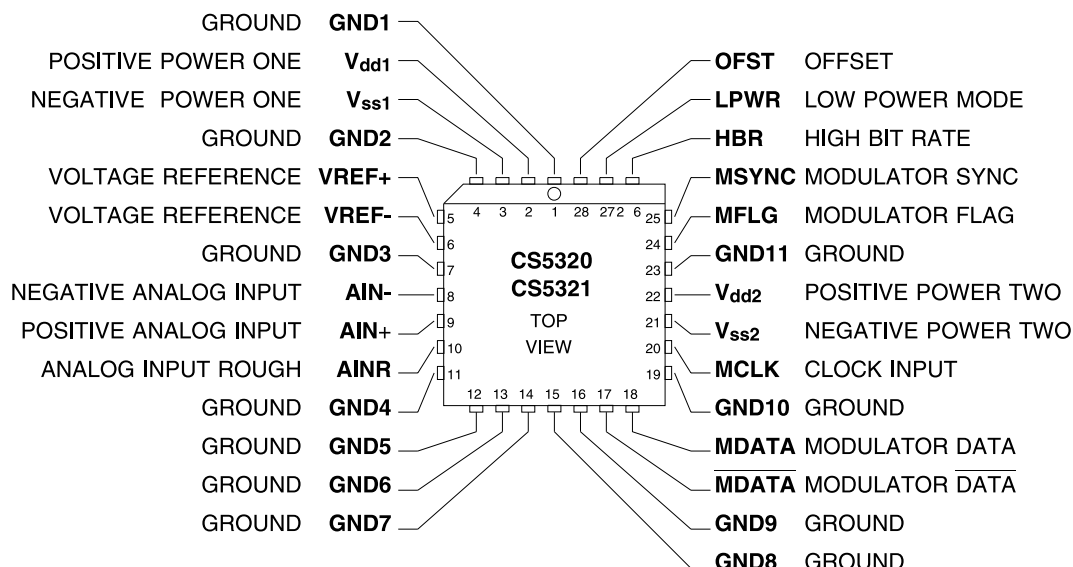 GROUND GND1
POSITIVE POWER ONE Vdd1
NEGATIVE POWER ONE Vss1
GROUND GND2
VOLTAGE REFERENCE VREF+
VOLTAGE REFERENCE VREF-
GROUND GND3
NEGATIVE ANALOG INPUT AIN-
POSITIVE ANALOG INPUT AIN+
ANALOG INPUT ROUGH AINR
GROUND GND4
GROUND GND5
GROUND GND6
GROUND GND7
4 3 2 1 28 27 2 6 25
5
6
7
8
9
10
11
CS5320
CS5321
TOP
VIEW
24
23
22
21
20
19
12 13 14 15 16 17 18
OFST OFFSET
LPWR LOW POWER MODE
HBR HIGH BIT RATE
MSYNC MODULATOR SYNC
MFLG MODULATOR FLAG
GND11 GROUND
Vdd2 POSITIVE POWER TWO
Vss2 NEGATIVE POWER TWO
MCLK CLOCK INPUT
GND10 GROUND
MDATA MODULATOR DATA
M̅D̅A̅T̅A̅ MODULATOR D̅A̅T̅A̅
GND9 GROUND
GND8 GROUND